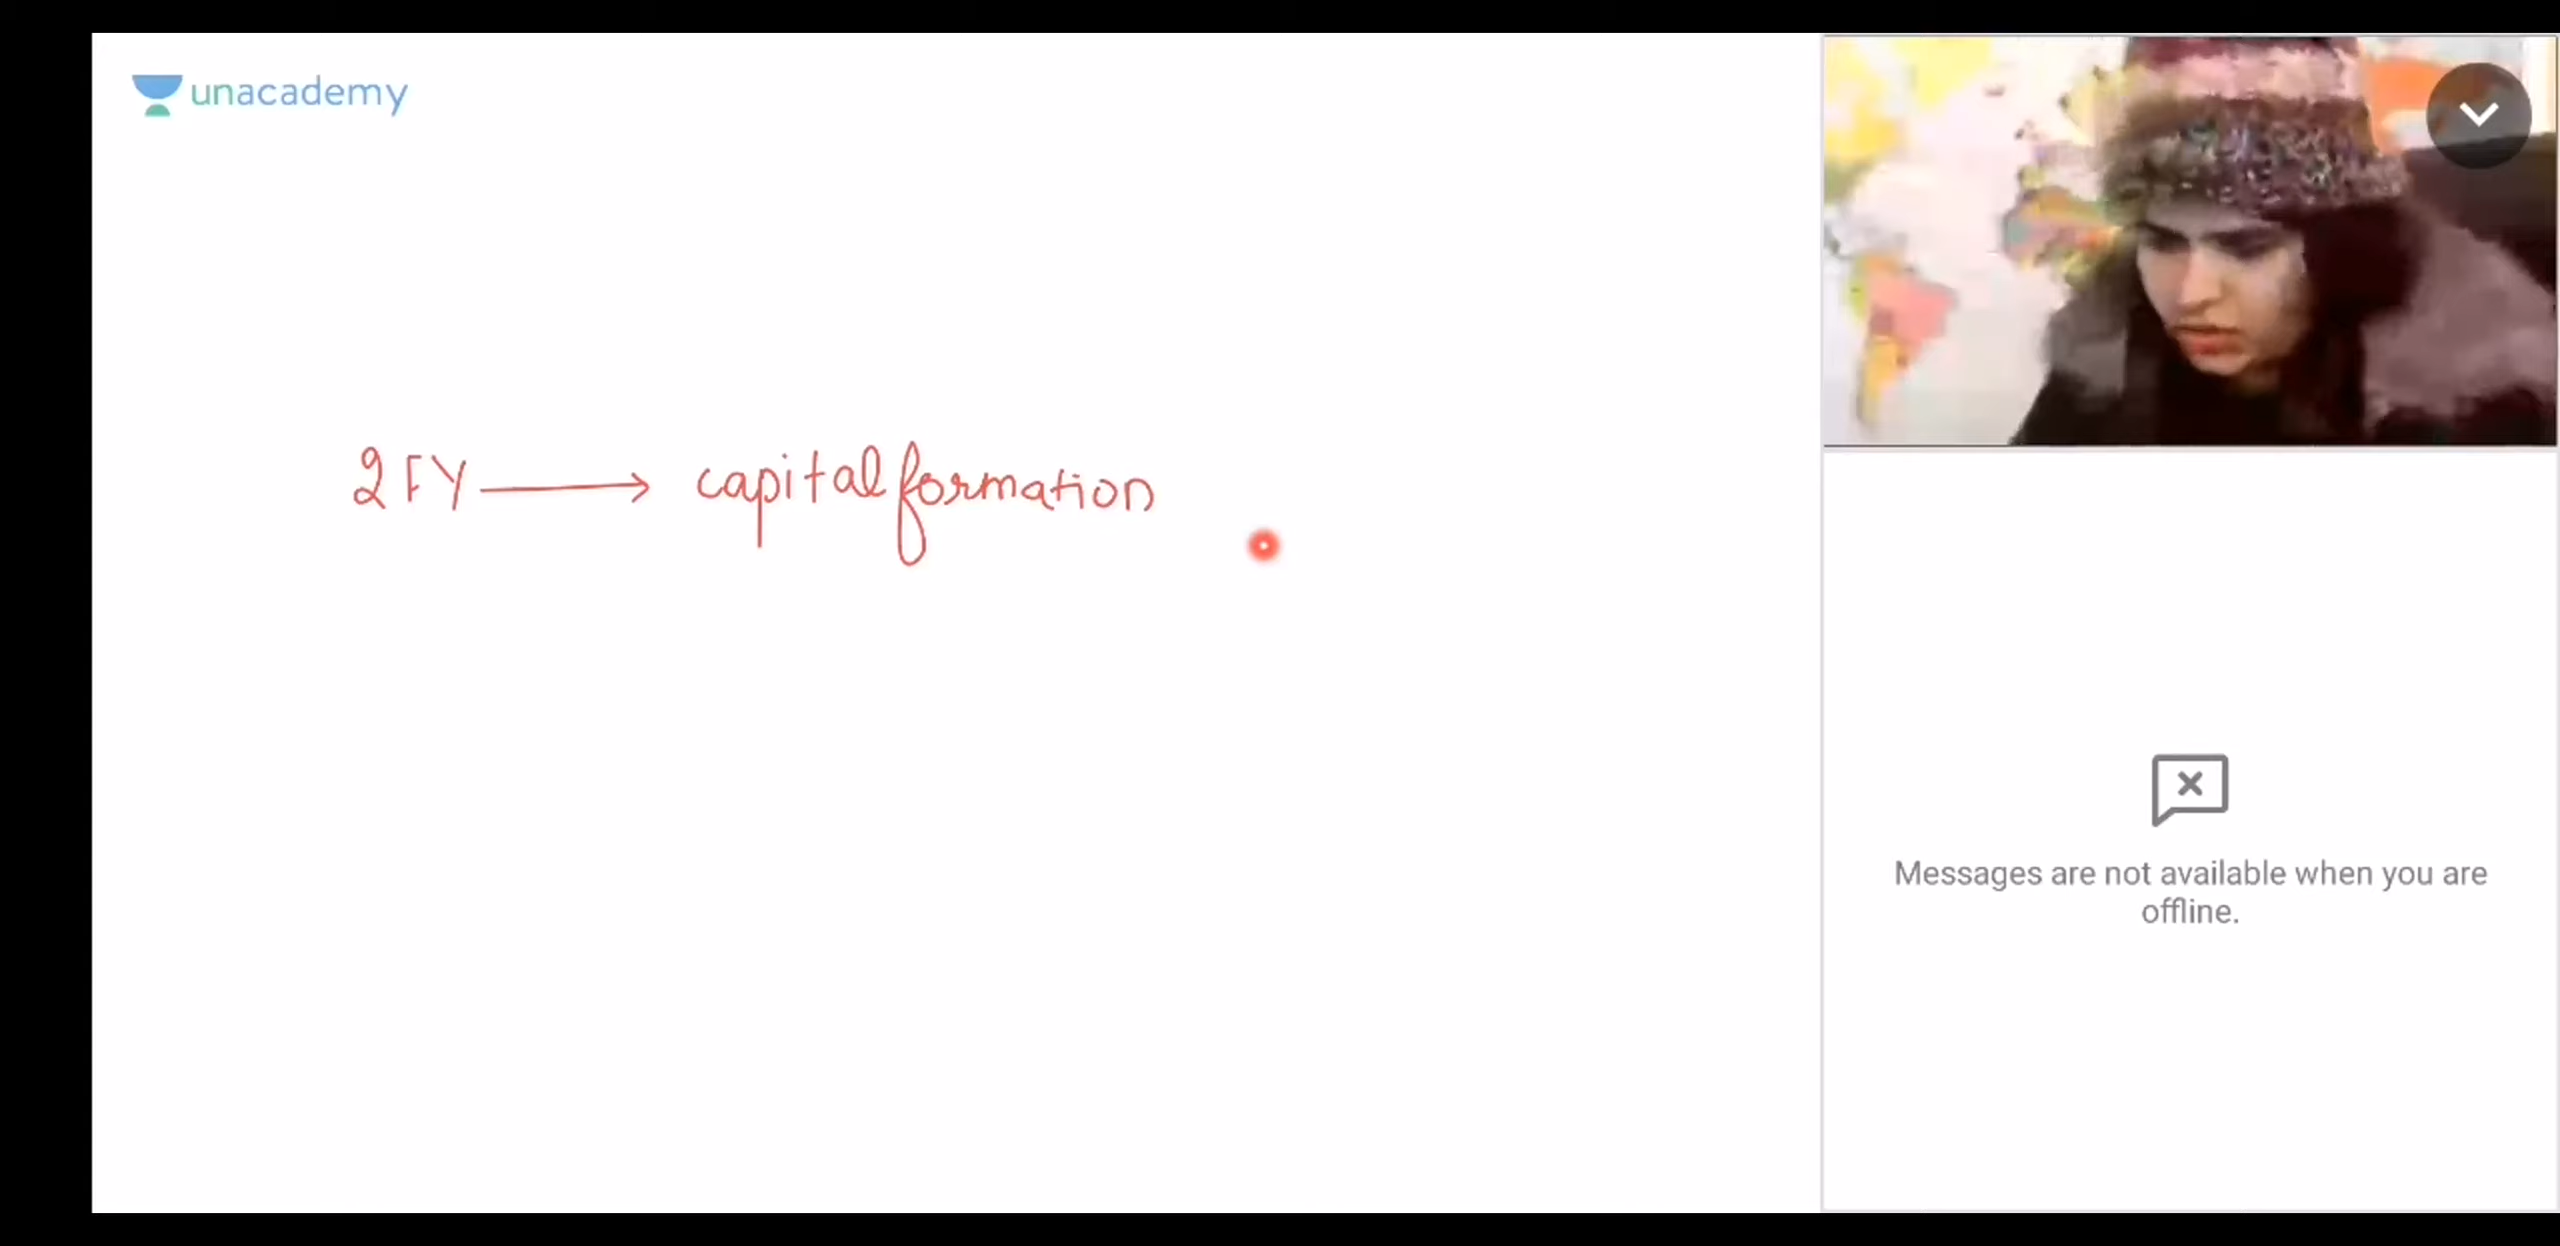 unacademy
2FY → capital formation
Messages are not available when you are
offline.